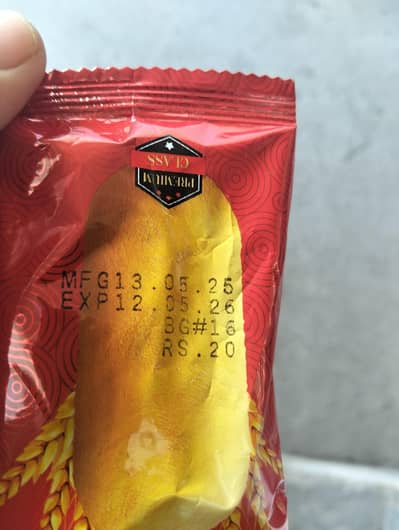 PREMIUM
CLASS
MFG13.05.25
EXP12.05.26
BG#16
RS.20